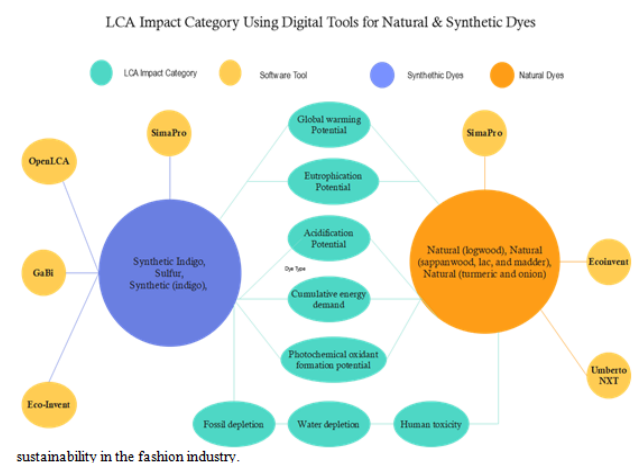 LCA Impact Category Using Digital Tools for Natural & Synthetic Dyes
LCA Impact Category
Software Tool
Synthethic Dyes
Natural Dyes
Global warming
Potential
SimaPro
SimaPro
OpenLCA
Eutrophication
Potential
Acidification
Potential
Synthetic Indigo,
Sulfur,
Synthetic (indigo),
Natural (logwood), Natural
(sappanwood, lac, and madder),
Natural (turmeric and onion)
Ecoinvent
GaBi
Dye Type
Cumulative energy
demand
Photochemical oxidant
formation potential
Umberto
NXT
Eco-Invent
Fossil depletion
Water depletion
Human toxicity
sustainability in the fashion industry.